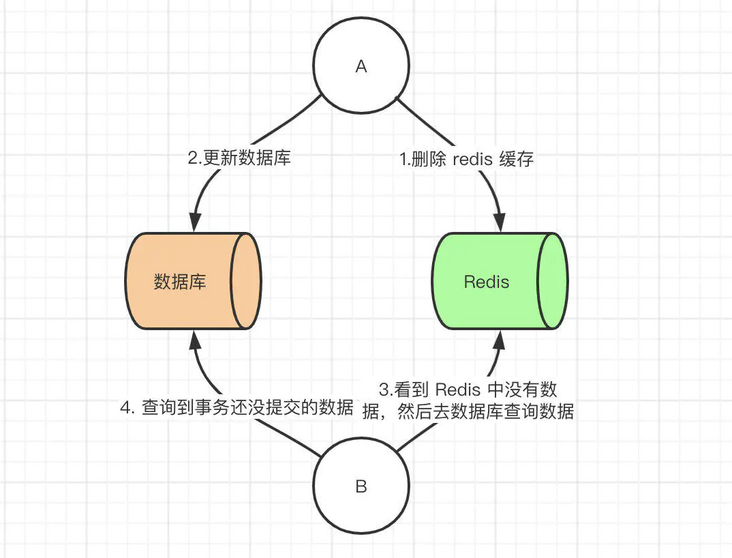 A
2.更新数据库
1.删除 redis 缓存
数据库
Redis
3.看到 Redis 中没有数
据，然后去数据库查询数据
4. 查询到事务还没提交的数据
B